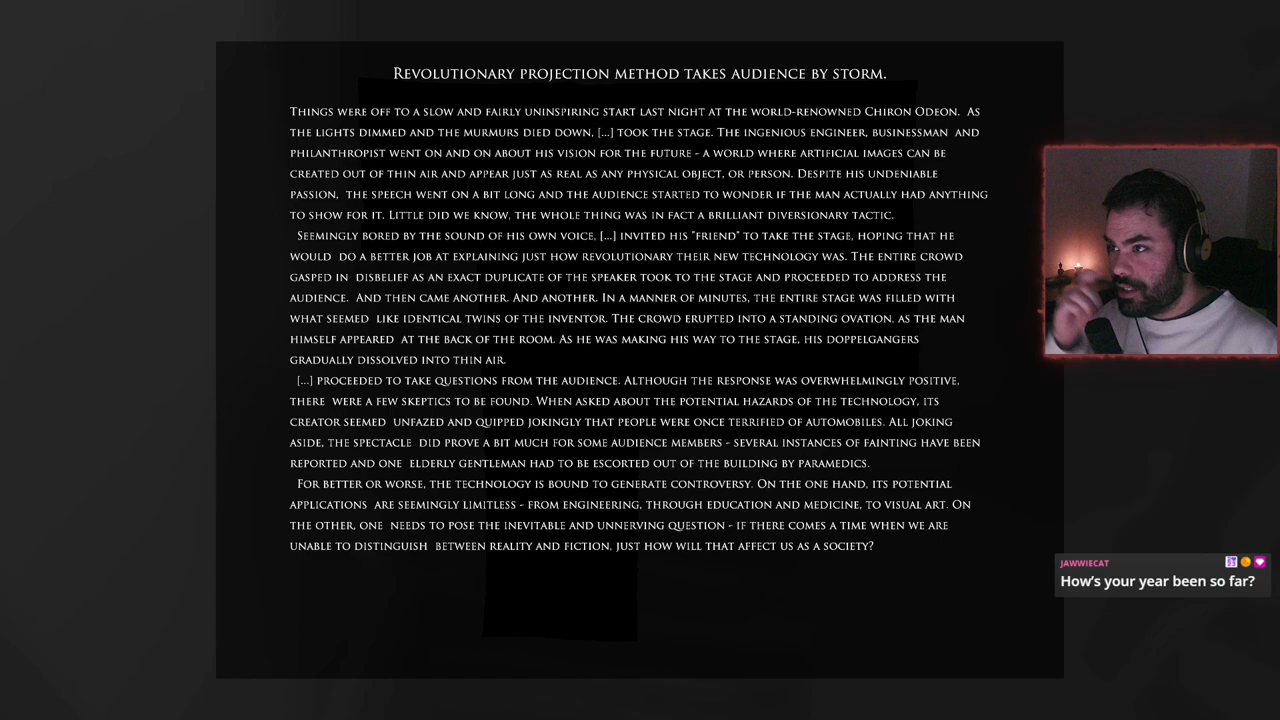 Revolutionary projection method takes audience by storm.
Things were off to a slow and fairly uninspiring start last night at the world-renowned Chiron Odeon. As
the lights dimmed and the murmurs died down, [...] took the stage. The ingenious engineer, businessman and
philanthropist went on and on about his vision for the future - a world where artificial images can be
created out of thin air and appear just as real as any physical object, or person. Despite his undeniable
passion, the speech went on a bit long and the audience started to wonder if the man actually had anything
to show for it. Little did we know, the whole thing was in fact a brilliant diversionary tactic.
Seemingly bored by the sound of his own voice, [...] invited his "friend" to take the stage, hoping that he
would do a better job at explaining just how revolutionary their new technology was. The entire crowd
gasped in disbelief as an exact duplicate of the speaker took to the stage and proceeded to address the
audience. And then came another. And another. In a manner of minutes, the entire stage was filled with
what seemed like identical twins of the inventor. The crowd erupted into a standing ovation, as the man
himself appeared at the back of the room. As he was making his way to the stage, his doppelgangers
gradually dissolved into thin air.
[...] proceeded to take questions from the audience. Although the response was overwhelmingly positive,
there were a few skeptics to be found. When asked about the potential hazards of the technology, its
creator seemed unfazed and quipped jokingly that people were once terrified of automobiles. All joking
aside, the spectacle did prove a bit much for some audience members - several instances of fainting have been
reported and one elderly gentleman had to be escorted out of the building by paramedics.
For better or worse, the technology is bound to generate controversy. On the one hand, its potential
applications are seemingly limitless - from engineering, through education and medicine, to visual art. On
the other, one needs to pose the inevitable and unnerving question - if there comes a time when we are
unable to distinguish between reality and fiction, just how will that affect us as a society?
JAWWIECAT
How's your year been so far?